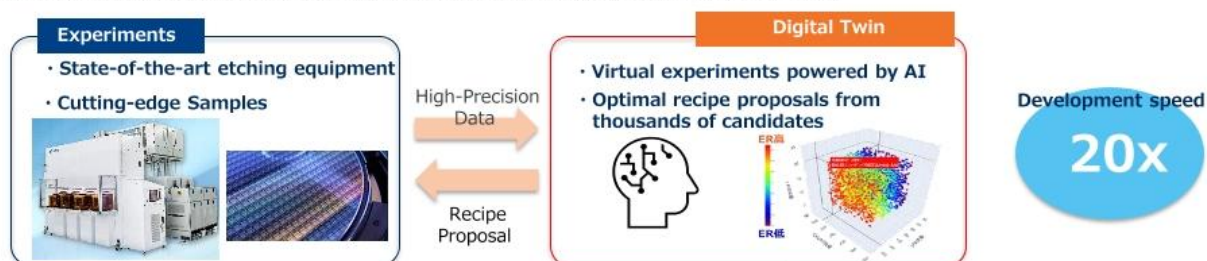 Experiments
・State-of-the-art etching equipment
・Cutting-edge Samples
High-Precision
Data
Recipe
Proposal
Digital Twin
・Virtual experiments powered by AI
・Optimal recipe proposals from
thousands of candidates
ER高
ER低
Development speed
20x